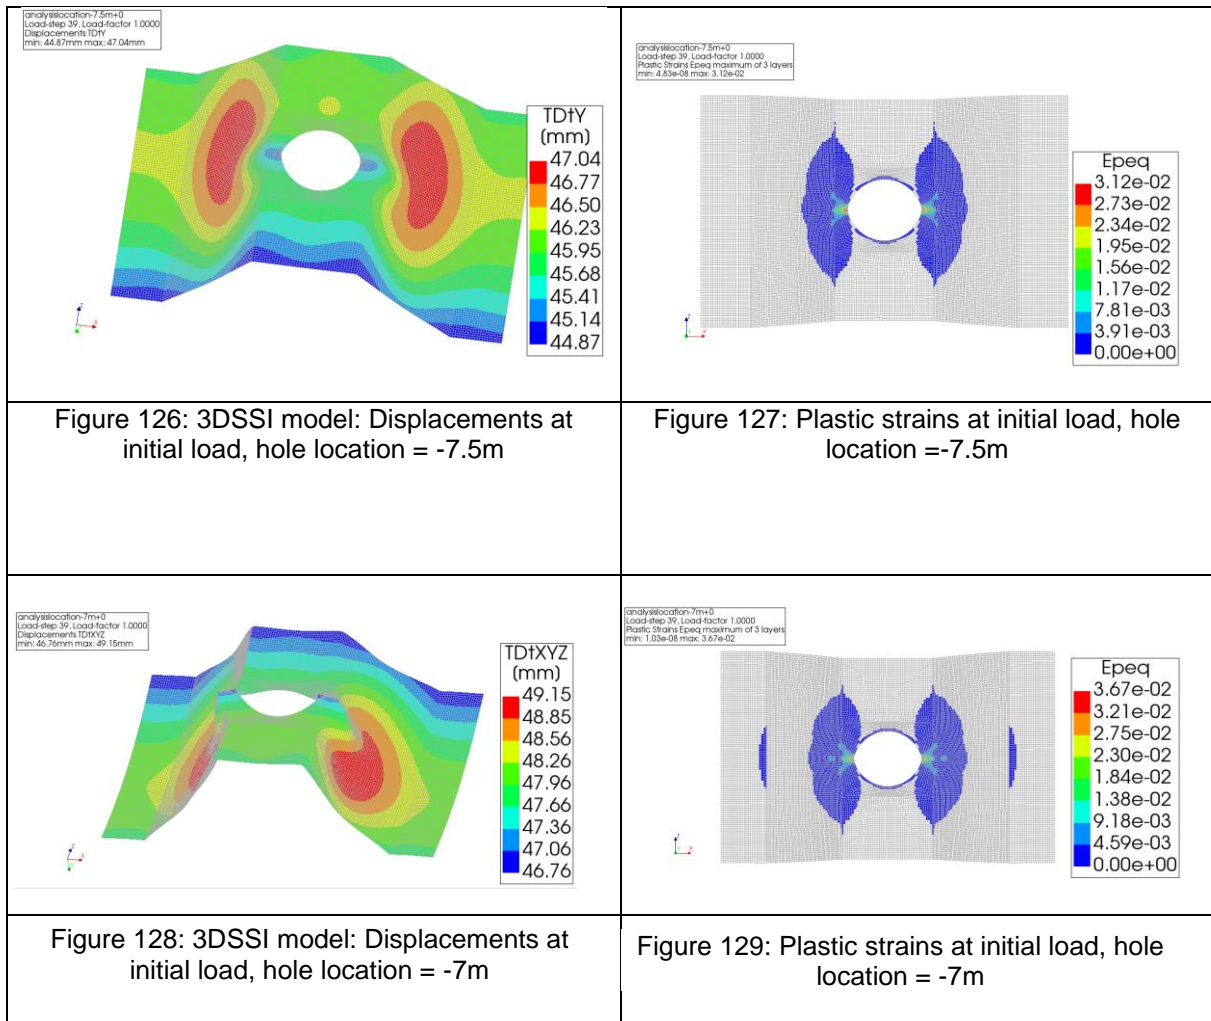 analysislocation-7.5m+0
Load-step 39, Load-factor 1.0000
Displacements TDtY
min: 44.87mm max: 47.04mm
TDtY
(mm)
47.04
46.77
46.50
46.23
45.95
45.68
45.41
45.14
44.87
analysislocation-7.5m+0
Load-step 39, Load-factor 1.0000
Plastic Strains Epeq maximum of 3 layers
min: 4.83e-08 max: 3.12e-02
Epeq
3.12e-02
2.73e-02
2.34e-02
1.95e-02
1.56e-02
1.17e-02
7.81e-03
3.91e-03
0.00e+00
Figure 126: 3DSSI model: Displacements at
initial load, hole location = -7.5m
Figure 127: Plastic strains at initial load, hole
location =-7.5m
analysislocation-7m+0
Load-step 39, Load-factor 1.0000
Displacements TDtXYZ
min: 46.76mm max: 49.15mm
TDtXYZ
(mm)
49.15
48.85
48.56
48.26
47.96
47.66
47.36
47.06
46.76
analysislocation-7m+0
Load-step 39, Load-factor 1.0000
Plastic Strains Epeq maximum of 3 layers
min: 1.03e-08 max: 3.67e-02
Epeq
3.67e-02
3.21e-02
2.75e-02
2.30e-02
1.84e-02
1.38e-02
9.18e-03
4.59e-03
0.00e+00
Figure 128: 3DSSI model: Displacements at
initial load, hole location = -7m
Figure 129: Plastic strains at initial load, hole
location = -7m